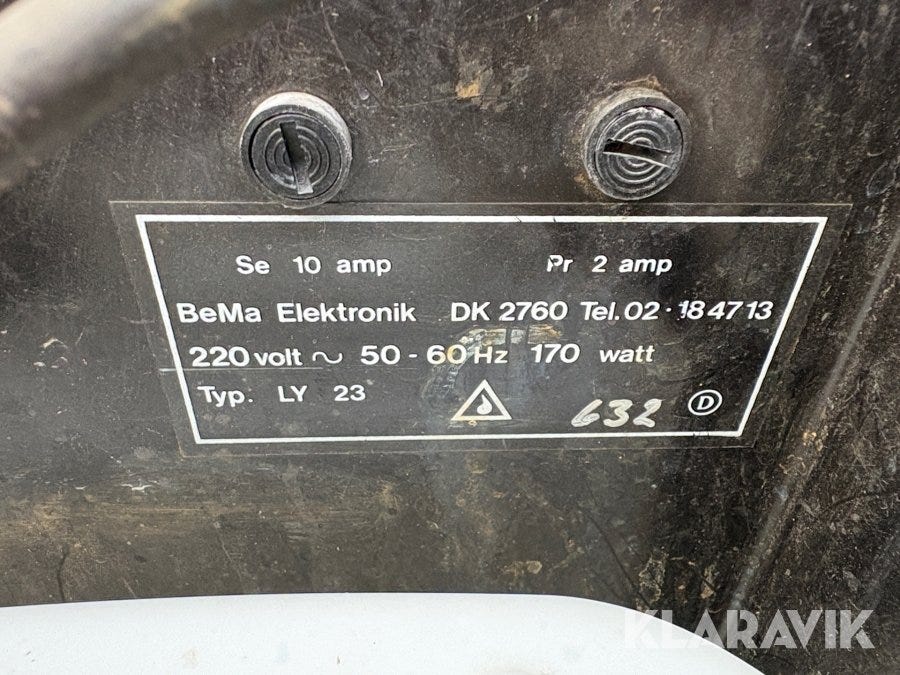 Se 10 amp Pr 2 amp
BeMa Elektronik DK 2760 Tel. 02 · 18 47 13
220 volt ~ 50 - 60 Hz 170 watt
Typ. LY 23 632 D
KLARAVIK